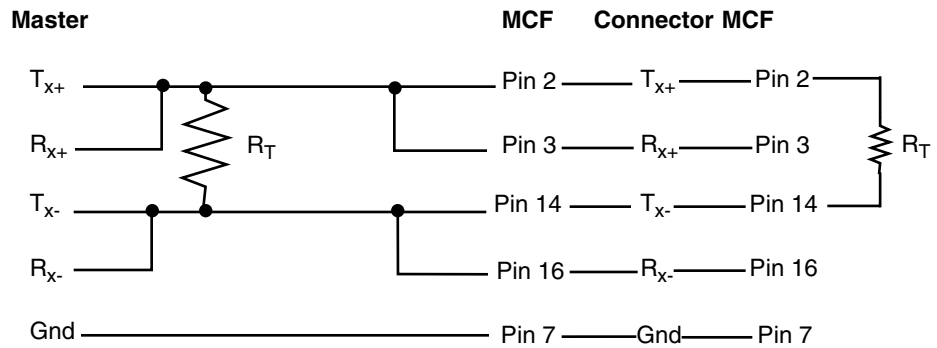 Master MCF Connector MCF
Tx+ Pin 2 Tx+ Pin 2
Rx+ RT Pin 3 Rx+ Pin 3 RT
Tx- Pin 14 Tx- Pin 14
Rx- Pin 16 Rx- Pin 16
Gnd Pin 7 Gnd Pin 7